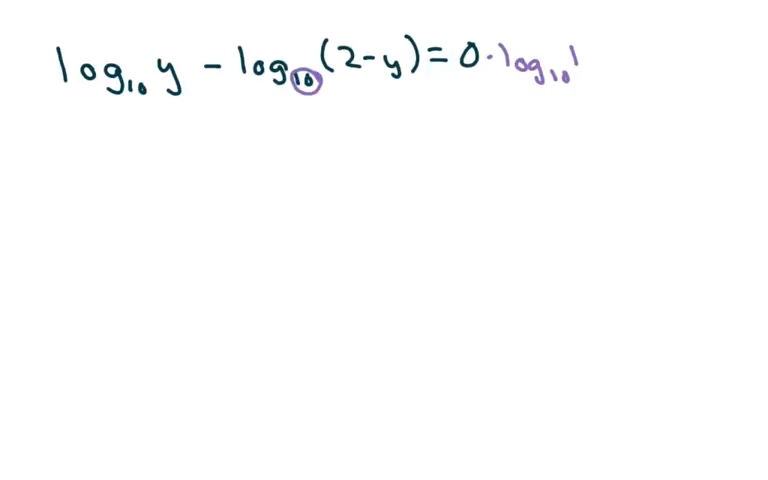 log₁₀ y - log₁₀ (2-y) = 0 · log₁₀ 1